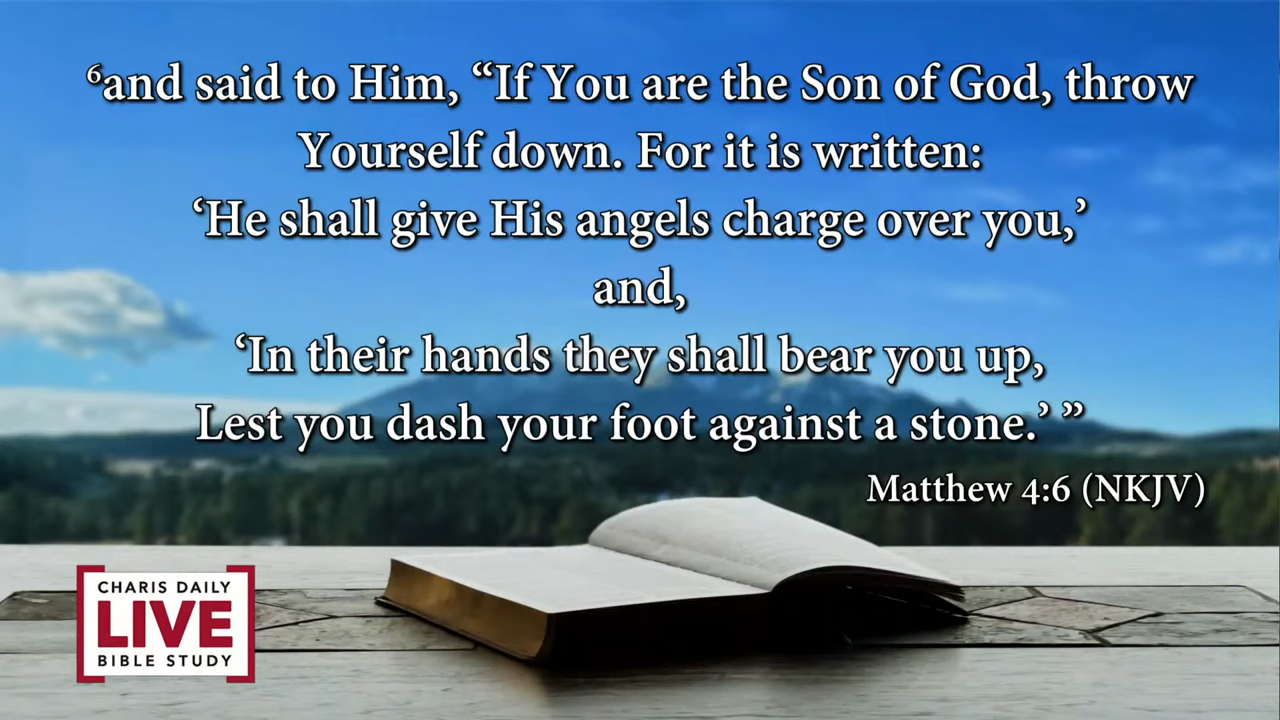 ⁶and said to Him, “If You are the Son of God, throw
Yourself down. For it is written:
‘He shall give His angels charge over you,’
and,
‘In their hands they shall bear you up,
Lest you dash your foot against a stone.’ ”
Matthew 4:6 (NKJV)
CHARIS DAILY
LIVE
BIBLE STUDY